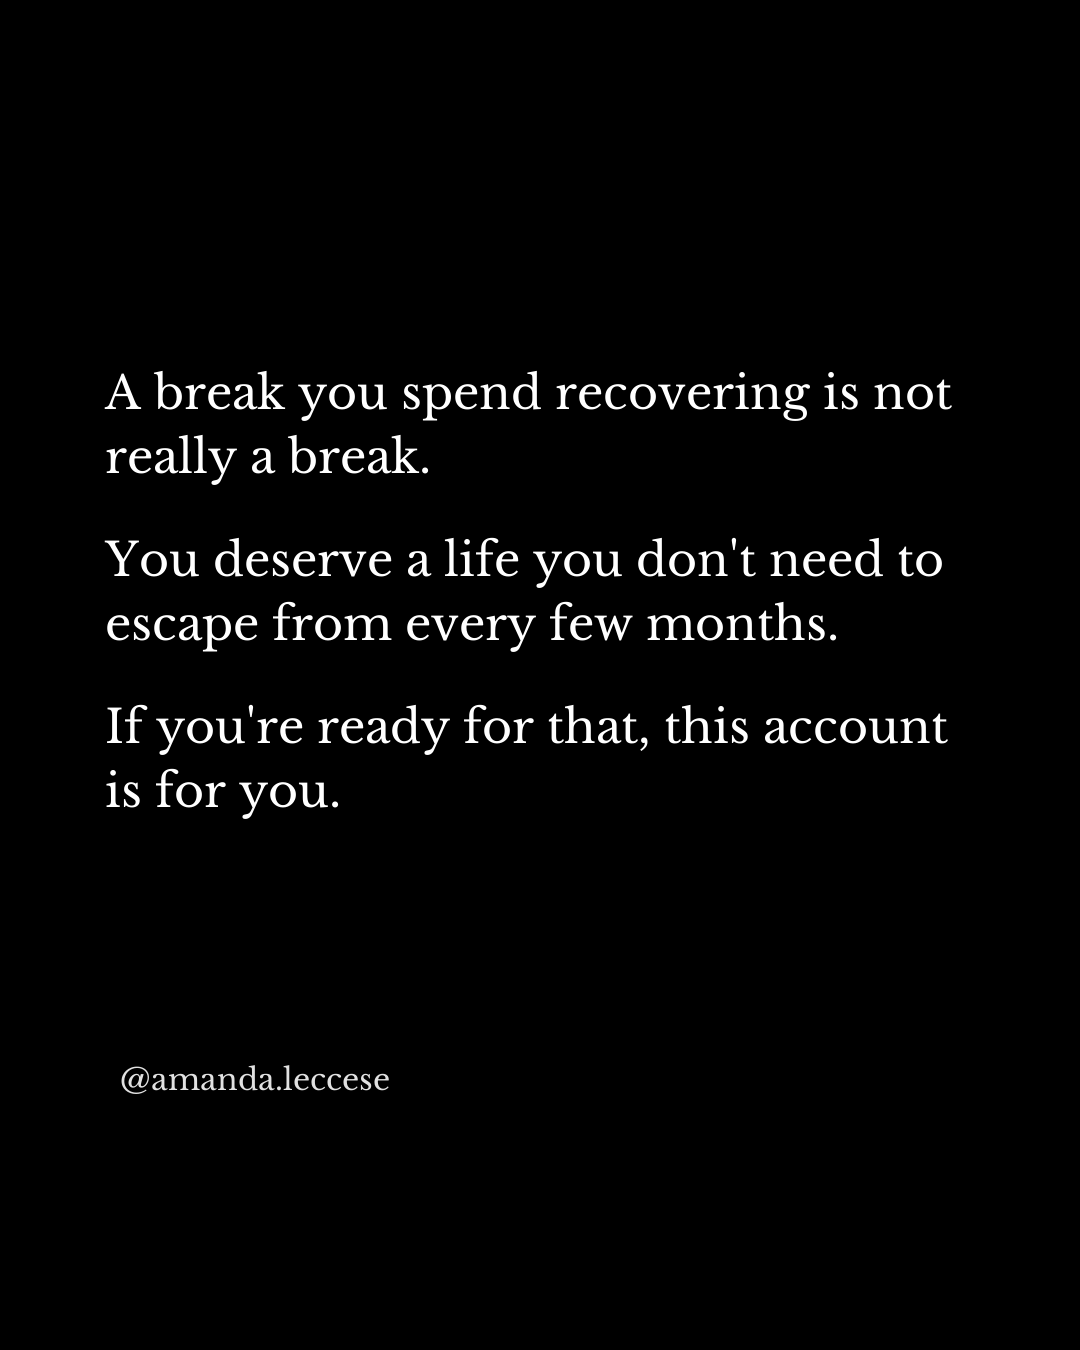 A break you spend recovering is not
really a break.
You deserve a life you don't need to
escape from every few months.
If you're ready for that, this account
is for you.
@amanda.leccese